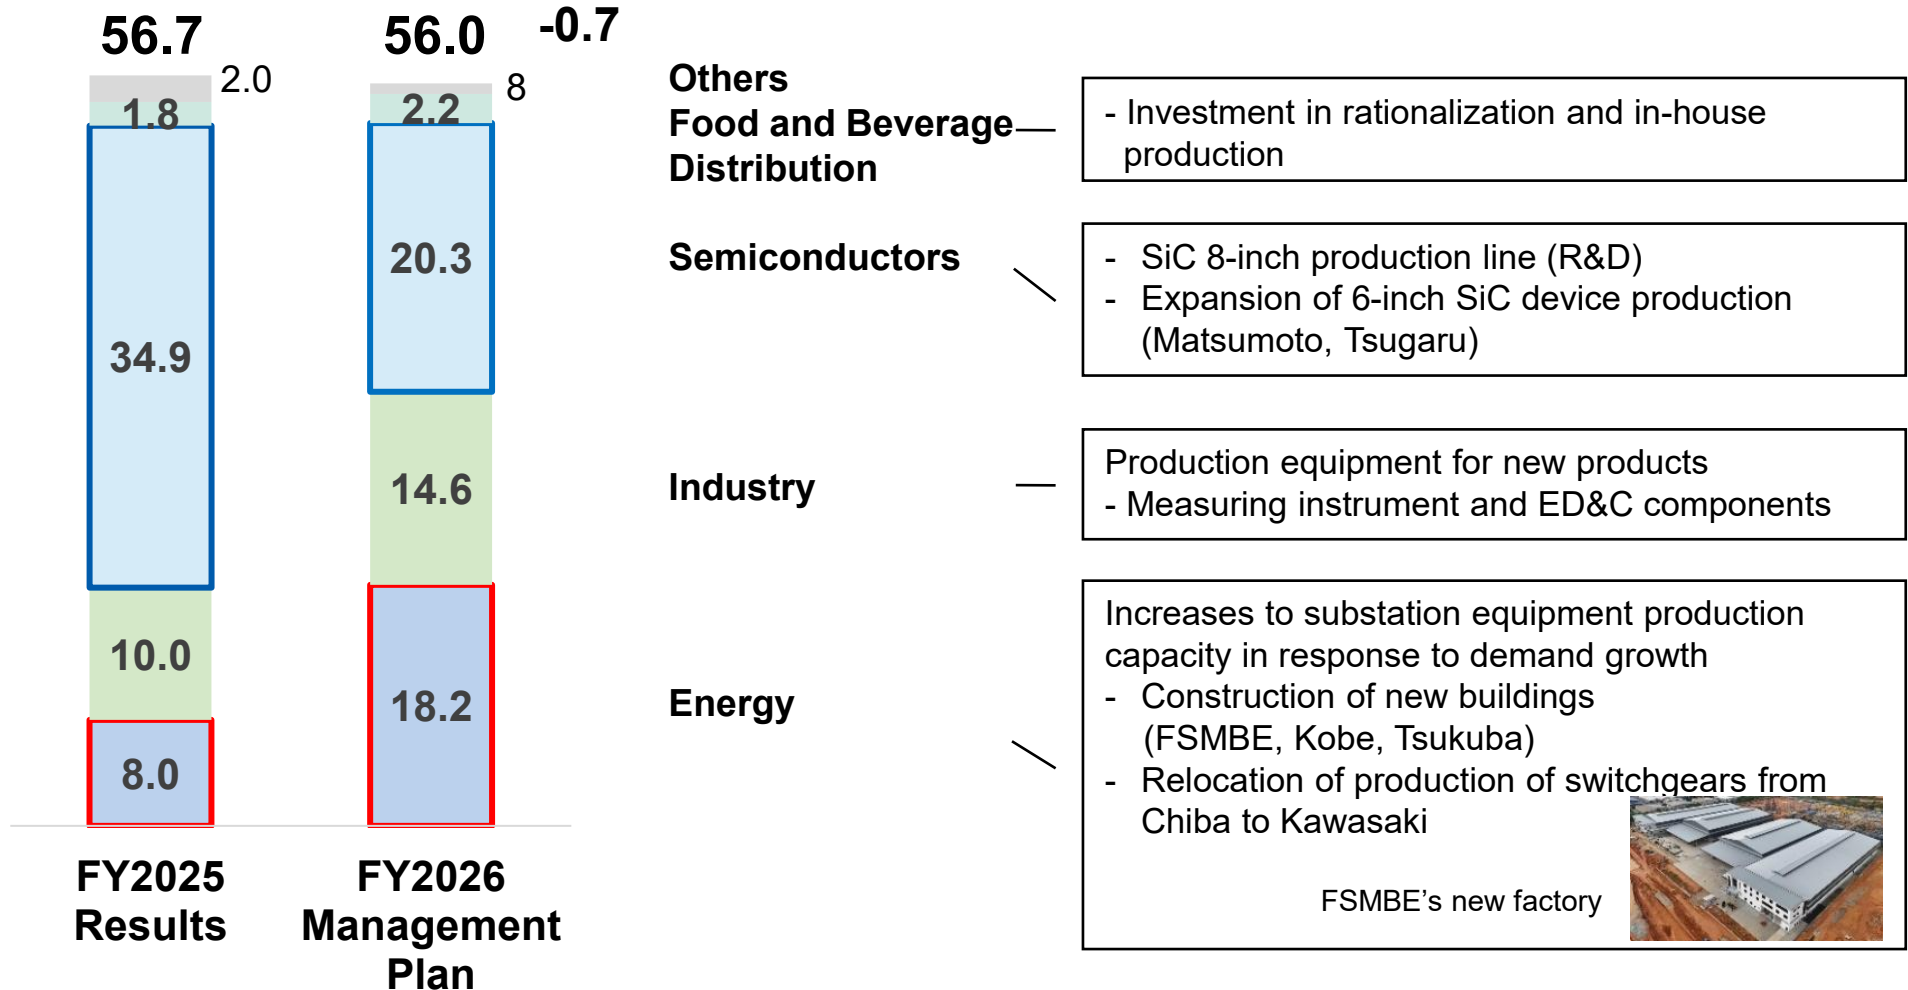 56.7
56.0
-0.7
2.0
8
1.8
2.2
34.9
20.3
10.0
14.6
8.0
18.2
FY2025
Results
FY2026
Management
Plan
Others
Food and Beverage
Distribution
- Investment in rationalization and in-house
production
Semiconductors
- SiC 8-inch production line (R&D)
- Expansion of 6-inch SiC device production
(Matsumoto, Tsugaru)
Industry
Production equipment for new products
- Measuring instrument and ED&C components
Energy
Increases to substation equipment production
capacity in response to demand growth
- Construction of new buildings
(FSMBE, Kobe, Tsukuba)
- Relocation of production of switchgears from
Chiba to Kawasaki
FSMBE’s new factory